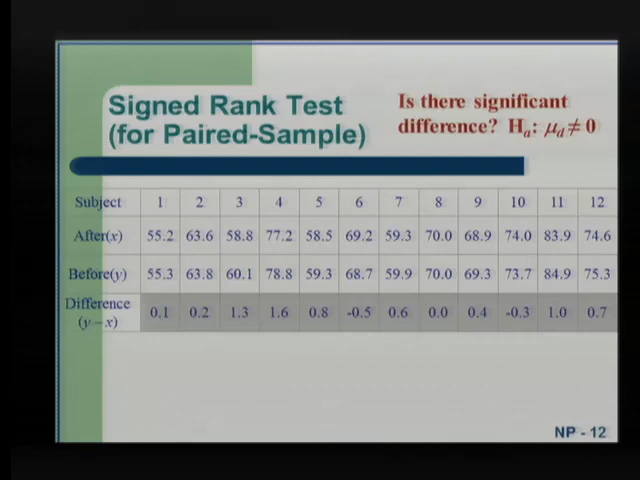 Signed Rank Test
(for Paired-Sample)
Is there significant
difference? Hₐ: μ_d ≠ 0
Subject 1 2 3 4 5 6 7 8 9 10 11 12
After(x) 55.2 63.6 58.8 77.2 58.5 69.2 59.3 70.0 68.9 74.0 83.9 74.6
Before(y) 55.3 63.8 60.1 78.8 59.3 68.7 59.9 70.0 69.3 73.7 84.9 75.3
Difference
(y – x) 0.1 0.2 1.3 1.6 0.8 -0.5 0.6 0.0 0.4 -0.3 1.0 0.7
NP - 12